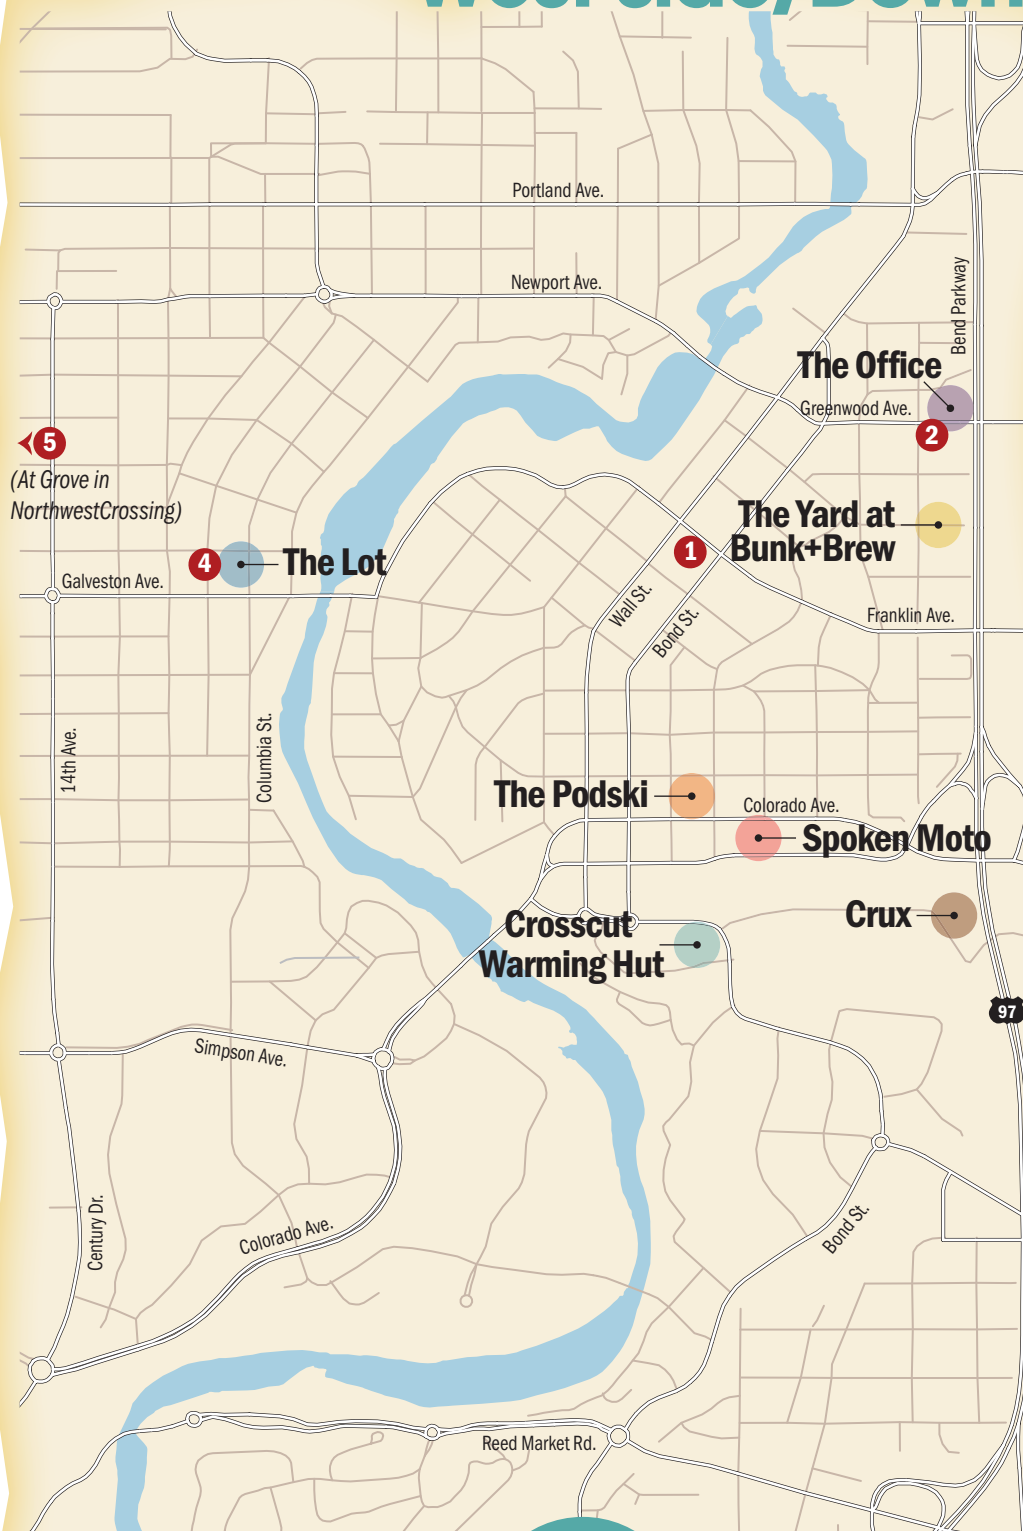 Westside/Down
Portland Ave.
Newport Ave.
Bend Parkway
The Office
Greenwood Ave.
2
5
(At Grove in
NorthwestCrossing)
The Yard at
Bunk+Brew
1
4
The Lot
Galveston Ave.
Wall St.
Bond St.
Franklin Ave.
14th Ave.
Columbia St.
The Podski
Colorado Ave.
Spoken Moto
Crux
Crosscut
Warming Hut
97
Simpson Ave.
Century Dr.
Colorado Ave.
Bond St.
Reed Market Rd.